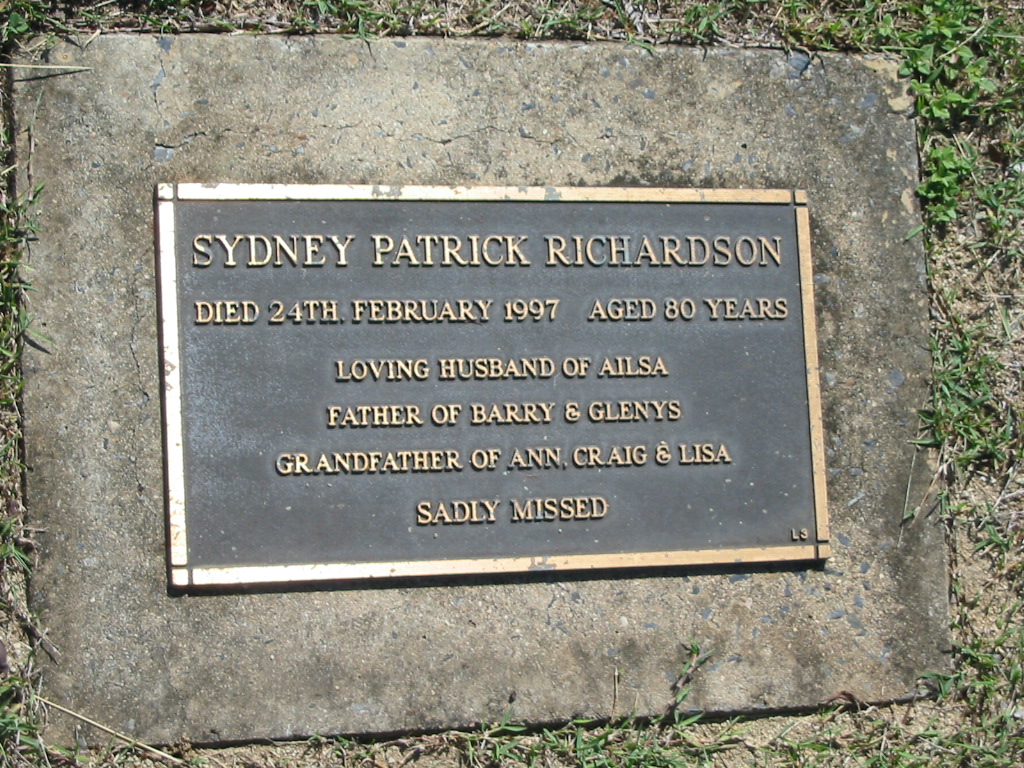 SYDNEY PATRICK RICHARDSON
DIED 24TH. FEBRUARY 1997 AGED 80 YEARS
LOVING HUSBAND OF AILSA
FATHER OF BARRY & GLENYS
GRANDFATHER OF ANN, CRAIG & LISA
SADLY MISSED
LS